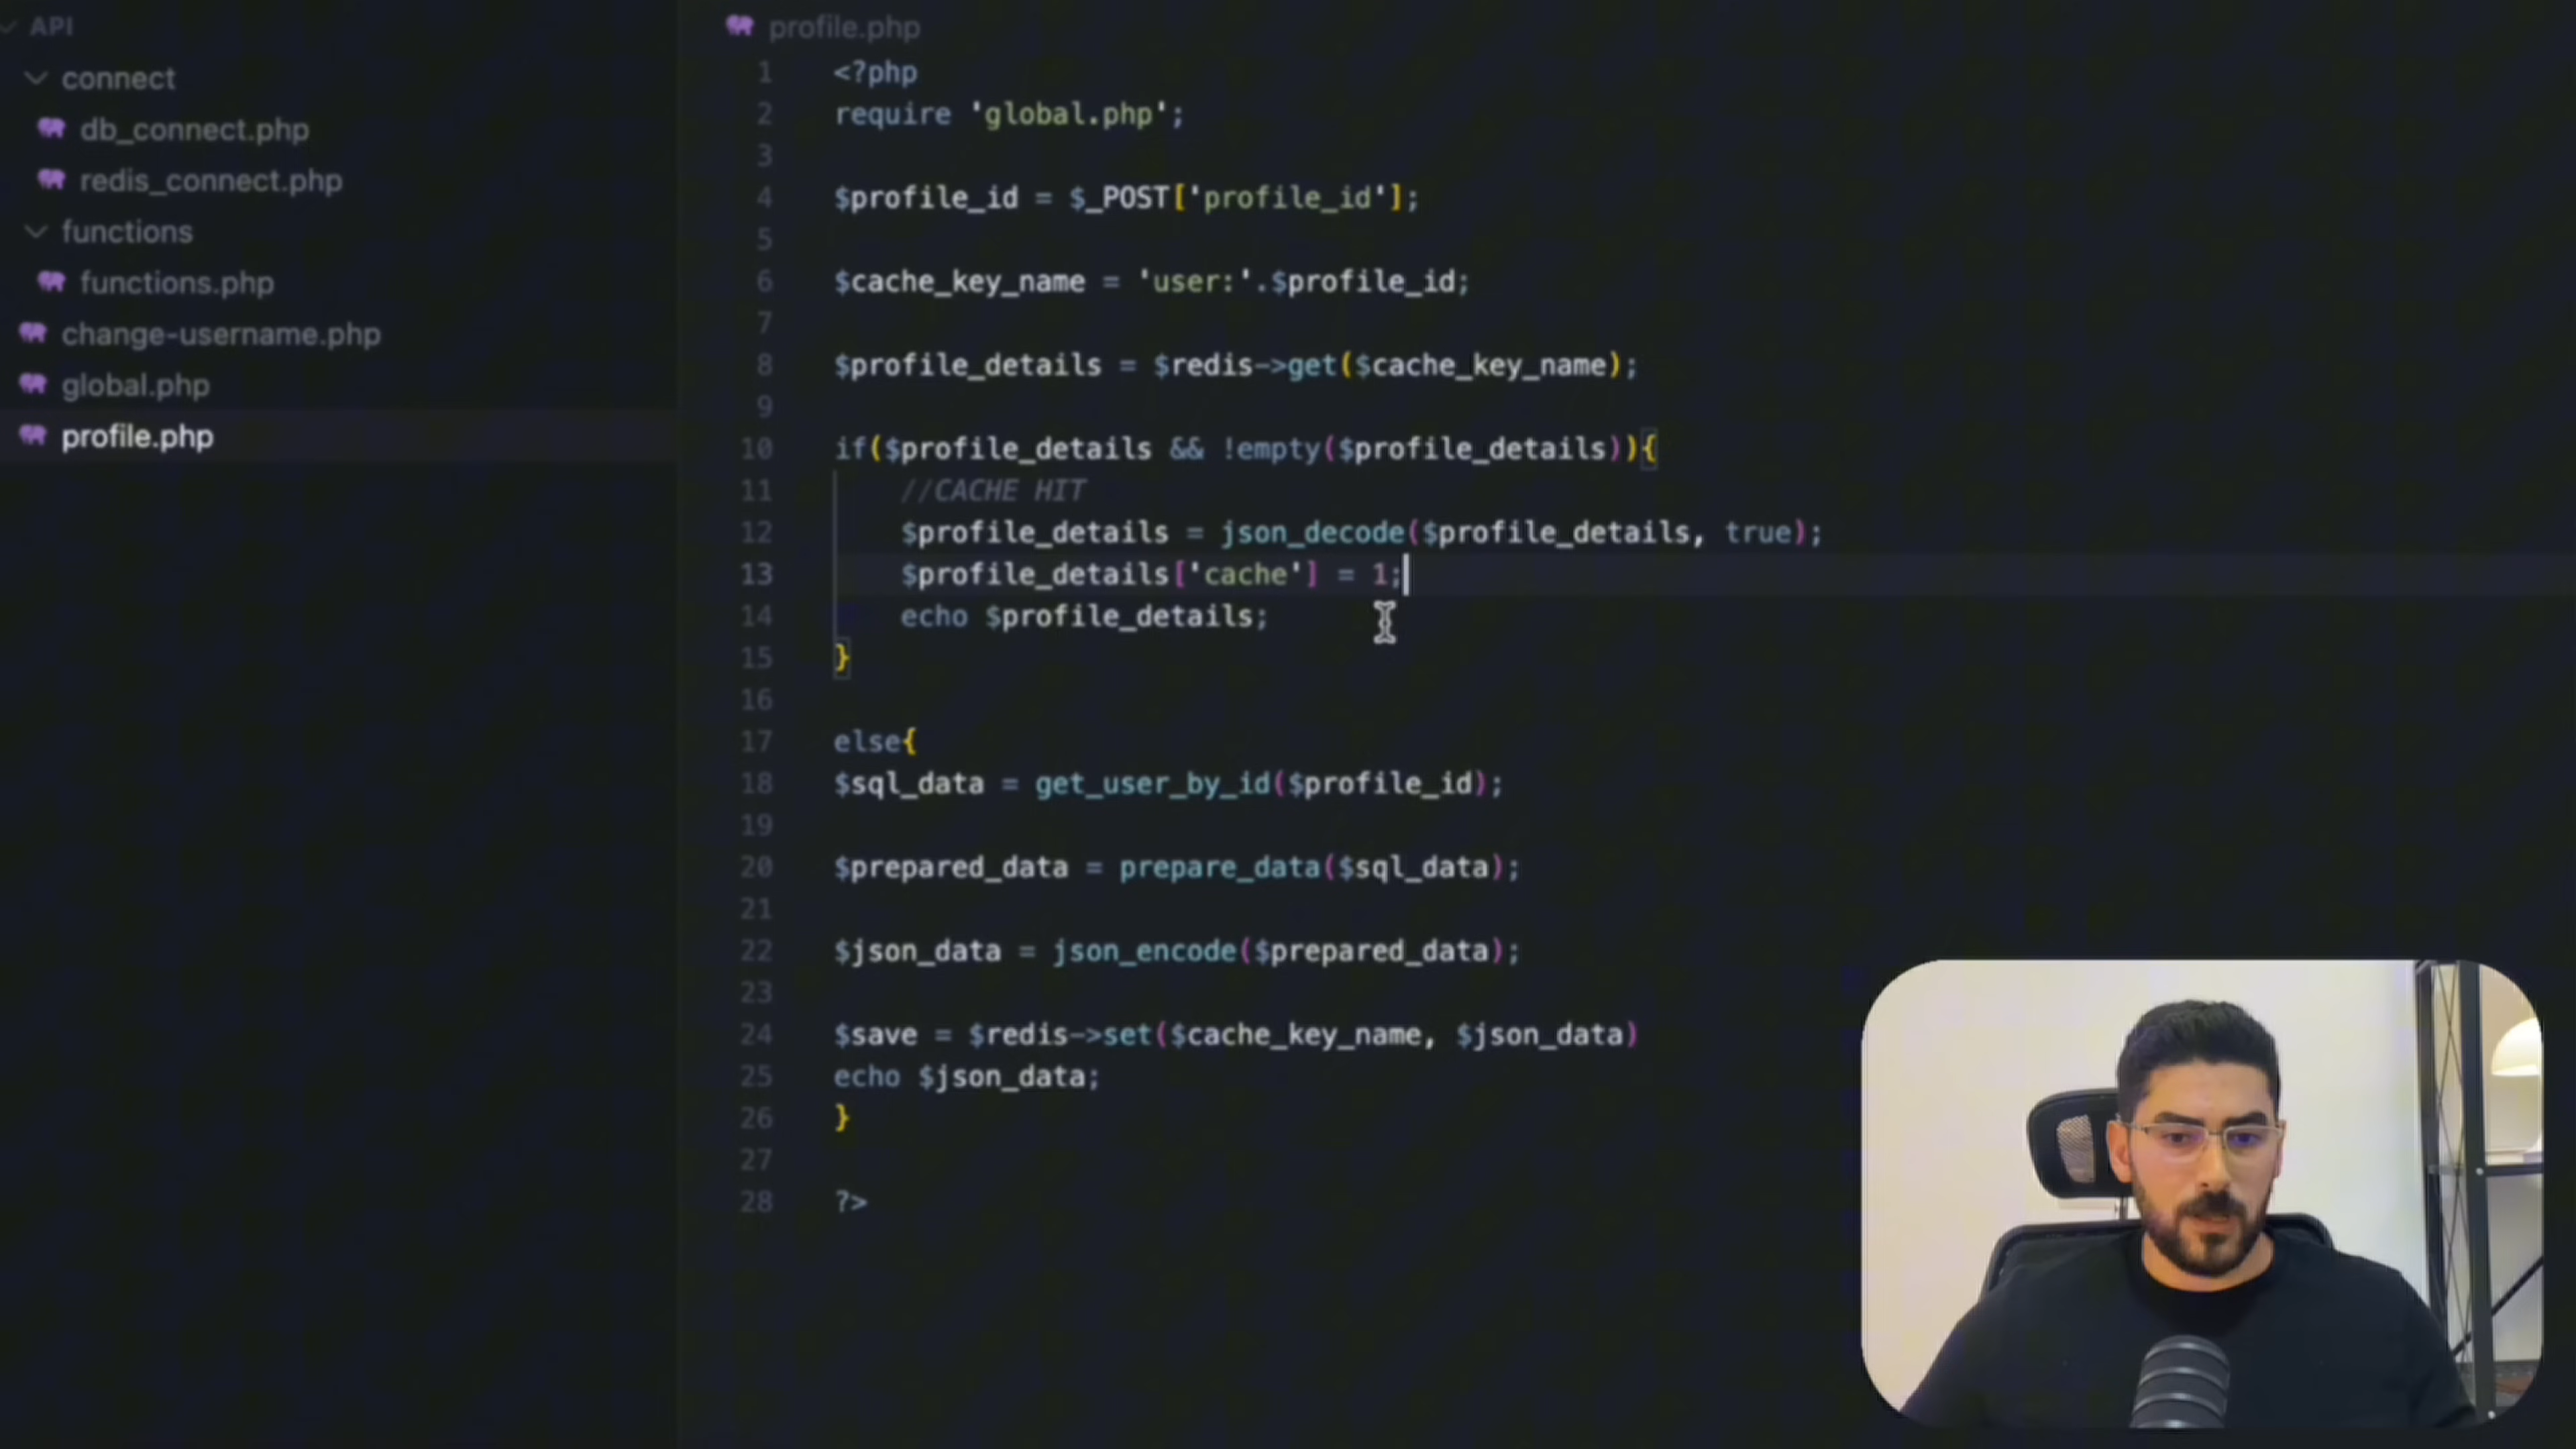 API
connect
db_connect.php
redis_connect.php
functions
functions.php
change-username.php
global.php
profile.php
profile.php
1 <?php
2 require 'global.php';
3
4 $profile_id = $_POST['profile_id'];
5
6 $cache_key_name = 'user:'.$profile_id;
7
8 $profile_details = $redis->get($cache_key_name);
9
10 if($profile_details && !empty($profile_details)){
11 //CACHE HIT
12 $profile_details = json_decode($profile_details, true);
13 $profile_details['cache'] = 1;
14 echo $profile_details;
15 }
16
17 else{
18 $sql_data = get_user_by_id($profile_id);
19
20 $prepared_data = prepare_data($sql_data);
21
22 $json_data = json_encode($prepared_data);
23
24 $save = $redis->set($cache_key_name, $json_data)
25 echo $json_data;
26 }
27
28 ?>